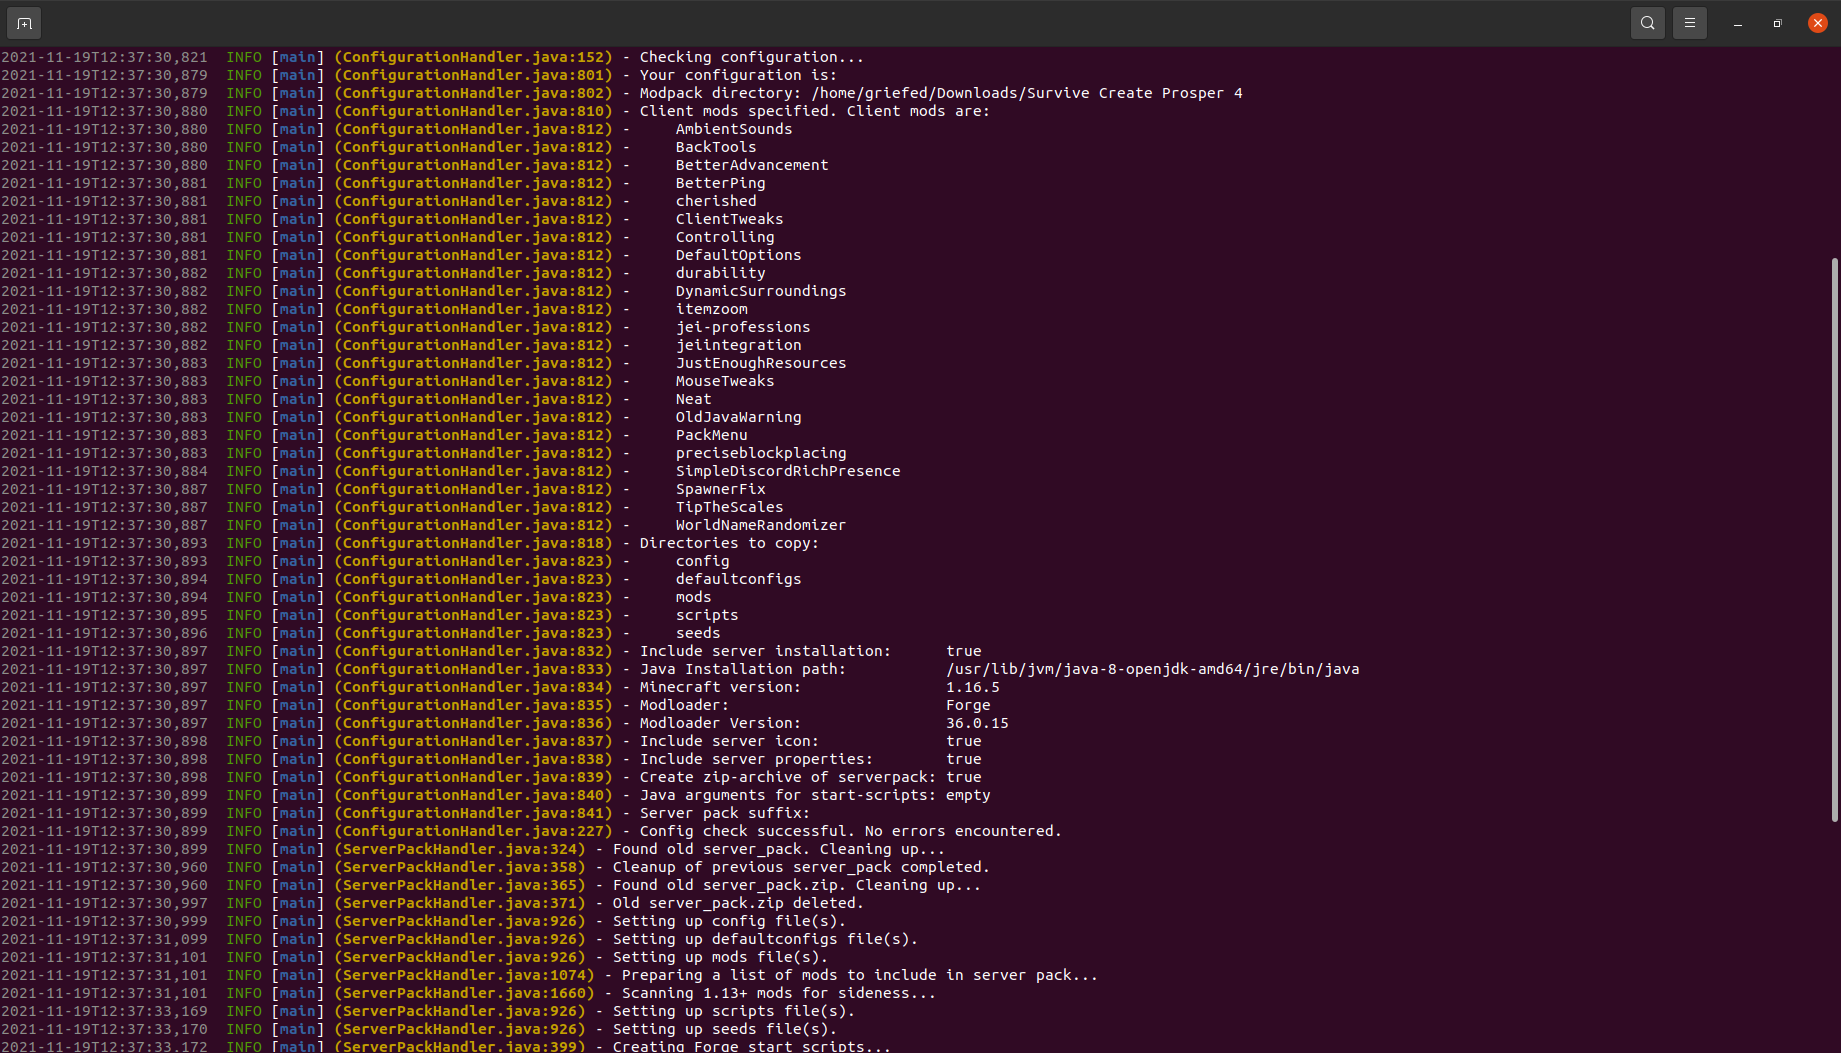 2021-11-19T12:37:30,821  INFO [main] (ConfigurationHandler.java:152) - Checking configuration...
2021-11-19T12:37:30,879  INFO [main] (ConfigurationHandler.java:801) - Your configuration is:
2021-11-19T12:37:30,879  INFO [main] (ConfigurationHandler.java:802) - Modpack directory: /home/griefed/Downloads/Survive Create Prosper 4
2021-11-19T12:37:30,880  INFO [main] (ConfigurationHandler.java:810) - Client mods specified. Client mods are:
2021-11-19T12:37:30,880  INFO [main] (ConfigurationHandler.java:812) -     AmbientSounds
2021-11-19T12:37:30,880  INFO [main] (ConfigurationHandler.java:812) -     BackTools
2021-11-19T12:37:30,880  INFO [main] (ConfigurationHandler.java:812) -     BetterAdvancement
2021-11-19T12:37:30,881  INFO [main] (ConfigurationHandler.java:812) -     BetterPing
2021-11-19T12:37:30,881  INFO [main] (ConfigurationHandler.java:812) -     cherished
2021-11-19T12:37:30,881  INFO [main] (ConfigurationHandler.java:812) -     ClientTweaks
2021-11-19T12:37:30,881  INFO [main] (ConfigurationHandler.java:812) -     Controlling
2021-11-19T12:37:30,881  INFO [main] (ConfigurationHandler.java:812) -     DefaultOptions
2021-11-19T12:37:30,882  INFO [main] (ConfigurationHandler.java:812) -     durability
2021-11-19T12:37:30,882  INFO [main] (ConfigurationHandler.java:812) -     DynamicSurroundings
2021-11-19T12:37:30,882  INFO [main] (ConfigurationHandler.java:812) -     itemzoom
2021-11-19T12:37:30,882  INFO [main] (ConfigurationHandler.java:812) -     jei-professions
2021-11-19T12:37:30,882  INFO [main] (ConfigurationHandler.java:812) -     jeiintegration
2021-11-19T12:37:30,883  INFO [main] (ConfigurationHandler.java:812) -     JustEnoughResources
2021-11-19T12:37:30,883  INFO [main] (ConfigurationHandler.java:812) -     MouseTweaks
2021-11-19T12:37:30,883  INFO [main] (ConfigurationHandler.java:812) -     Neat
2021-11-19T12:37:30,883  INFO [main] (ConfigurationHandler.java:812) -     OldJavaWarning
2021-11-19T12:37:30,883  INFO [main] (ConfigurationHandler.java:812) -     PackMenu
2021-11-19T12:37:30,883  INFO [main] (ConfigurationHandler.java:812) -     preciseblockplacing
2021-11-19T12:37:30,884  INFO [main] (ConfigurationHandler.java:812) -     SimpleDiscordRichPresence
2021-11-19T12:37:30,887  INFO [main] (ConfigurationHandler.java:812) -     SpawnerFix
2021-11-19T12:37:30,887  INFO [main] (ConfigurationHandler.java:812) -     TipTheScales
2021-11-19T12:37:30,887  INFO [main] (ConfigurationHandler.java:812) -     WorldNameRandomizer
2021-11-19T12:37:30,893  INFO [main] (ConfigurationHandler.java:818) - Directories to copy:
2021-11-19T12:37:30,893  INFO [main] (ConfigurationHandler.java:823) -     config
2021-11-19T12:37:30,894  INFO [main] (ConfigurationHandler.java:823) -     defaultconfigs
2021-11-19T12:37:30,894  INFO [main] (ConfigurationHandler.java:823) -     mods
2021-11-19T12:37:30,895  INFO [main] (ConfigurationHandler.java:823) -     scripts
2021-11-19T12:37:30,896  INFO [main] (ConfigurationHandler.java:823) -     seeds
2021-11-19T12:37:30,897  INFO [main] (ConfigurationHandler.java:832) - Include server installation:      true
2021-11-19T12:37:30,897  INFO [main] (ConfigurationHandler.java:833) - Java Installation path:           /usr/lib/jvm/java-8-openjdk-amd64/jre/bin/java
2021-11-19T12:37:30,897  INFO [main] (ConfigurationHandler.java:834) - Minecraft version:                1.16.5
2021-11-19T12:37:30,897  INFO [main] (ConfigurationHandler.java:835) - Modloader:                        Forge
2021-11-19T12:37:30,897  INFO [main] (ConfigurationHandler.java:836) - Modloader Version:                36.0.15
2021-11-19T12:37:30,898  INFO [main] (ConfigurationHandler.java:837) - Include server icon:              true
2021-11-19T12:37:30,898  INFO [main] (ConfigurationHandler.java:838) - Include server properties:        true
2021-11-19T12:37:30,898  INFO [main] (ConfigurationHandler.java:839) - Create zip-archive of serverpack: true
2021-11-19T12:37:30,899  INFO [main] (ConfigurationHandler.java:840) - Java arguments for start-scripts: empty
2021-11-19T12:37:30,899  INFO [main] (ConfigurationHandler.java:841) - Server pack suffix:
2021-11-19T12:37:30,899  INFO [main] (ConfigurationHandler.java:227) - Config check successful. No errors encountered.
2021-11-19T12:37:30,899  INFO [main] (ServerPackHandler.java:324) - Found old server_pack. Cleaning up...
2021-11-19T12:37:30,960  INFO [main] (ServerPackHandler.java:358) - Cleanup of previous server_pack completed.
2021-11-19T12:37:30,960  INFO [main] (ServerPackHandler.java:365) - Found old server_pack.zip. Cleaning up...
2021-11-19T12:37:30,997  INFO [main] (ServerPackHandler.java:371) - Old server_pack.zip deleted.
2021-11-19T12:37:30,999  INFO [main] (ServerPackHandler.java:926) - Setting up config file(s).
2021-11-19T12:37:31,099  INFO [main] (ServerPackHandler.java:926) - Setting up defaultconfigs file(s).
2021-11-19T12:37:31,101  INFO [main] (ServerPackHandler.java:926) - Setting up mods file(s).
2021-11-19T12:37:31,101  INFO [main] (ServerPackHandler.java:1074) - Preparing a list of mods to include in server pack...
2021-11-19T12:37:31,101  INFO [main] (ServerPackHandler.java:1660) - Scanning 1.13+ mods for sideness...
2021-11-19T12:37:33,169  INFO [main] (ServerPackHandler.java:926) - Setting up scripts file(s).
2021-11-19T12:37:33,170  INFO [main] (ServerPackHandler.java:926) - Setting up seeds file(s).
2021-11-19T12:37:33,172  INFO [main] (ServerPackHandler.java:399) - Creating Forge start scripts...